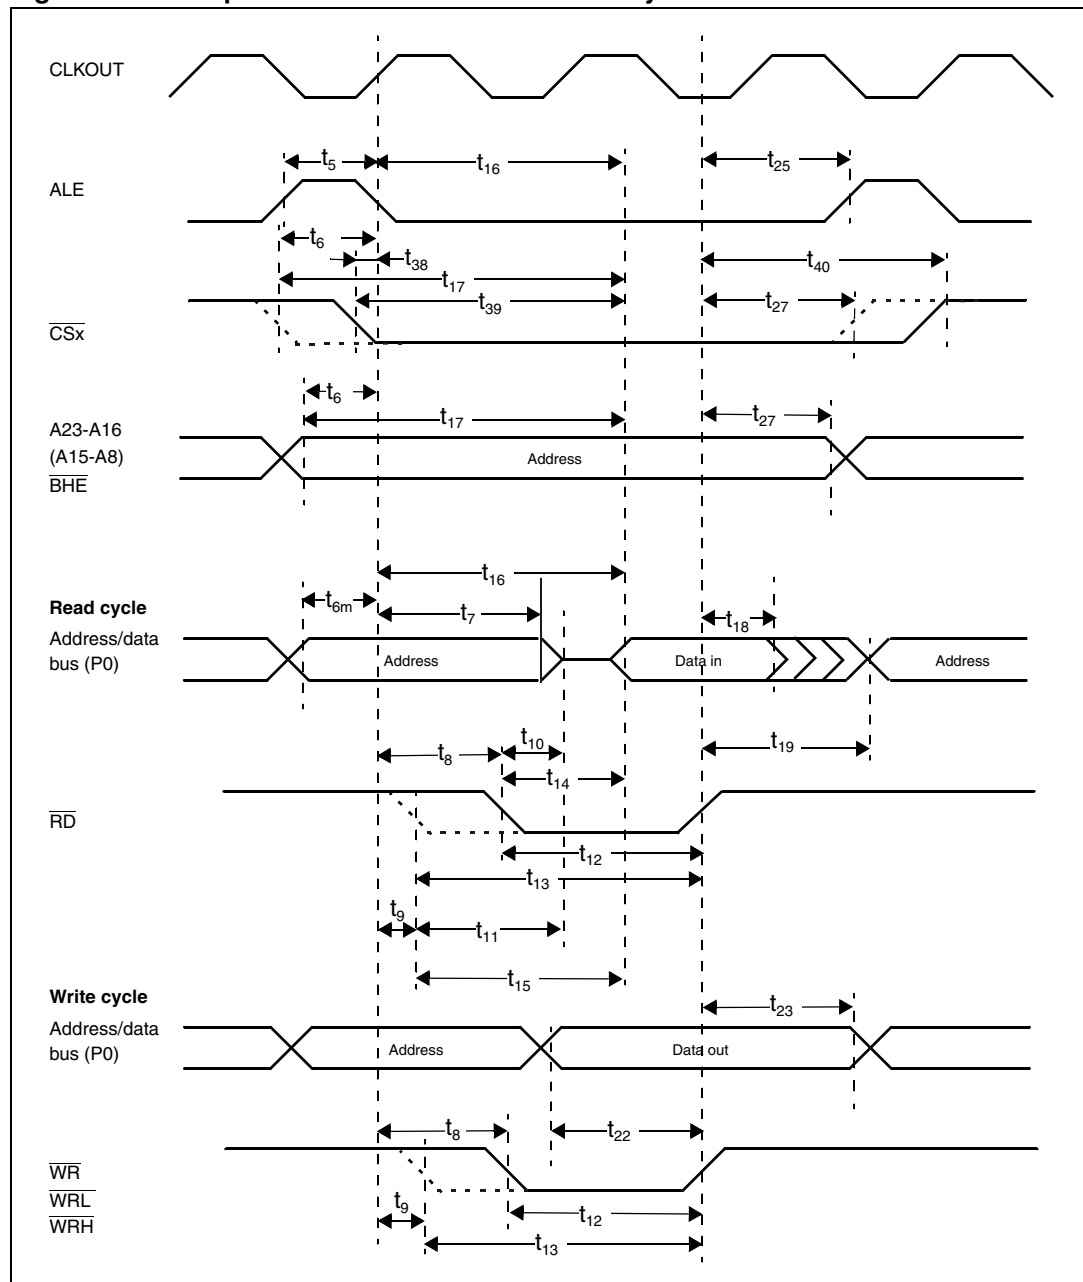 CLKOUT
t5 t16 t25
ALE
t6
t38 t40
t17
t39 t27
CSx
t6
t17 t27
A23-A16
(A15-A8) Address
BHE
t16
Read cycle t6m t7 t18
Address/data
bus (P0) Address Data in Address
t10
t8 t19
t14
RD
t12
t13
t9
t11
t15
Write cycle
t23
Address/data
bus (P0) Address Data out
t8 t22
WR
WRL t9
t12
WRH
t13